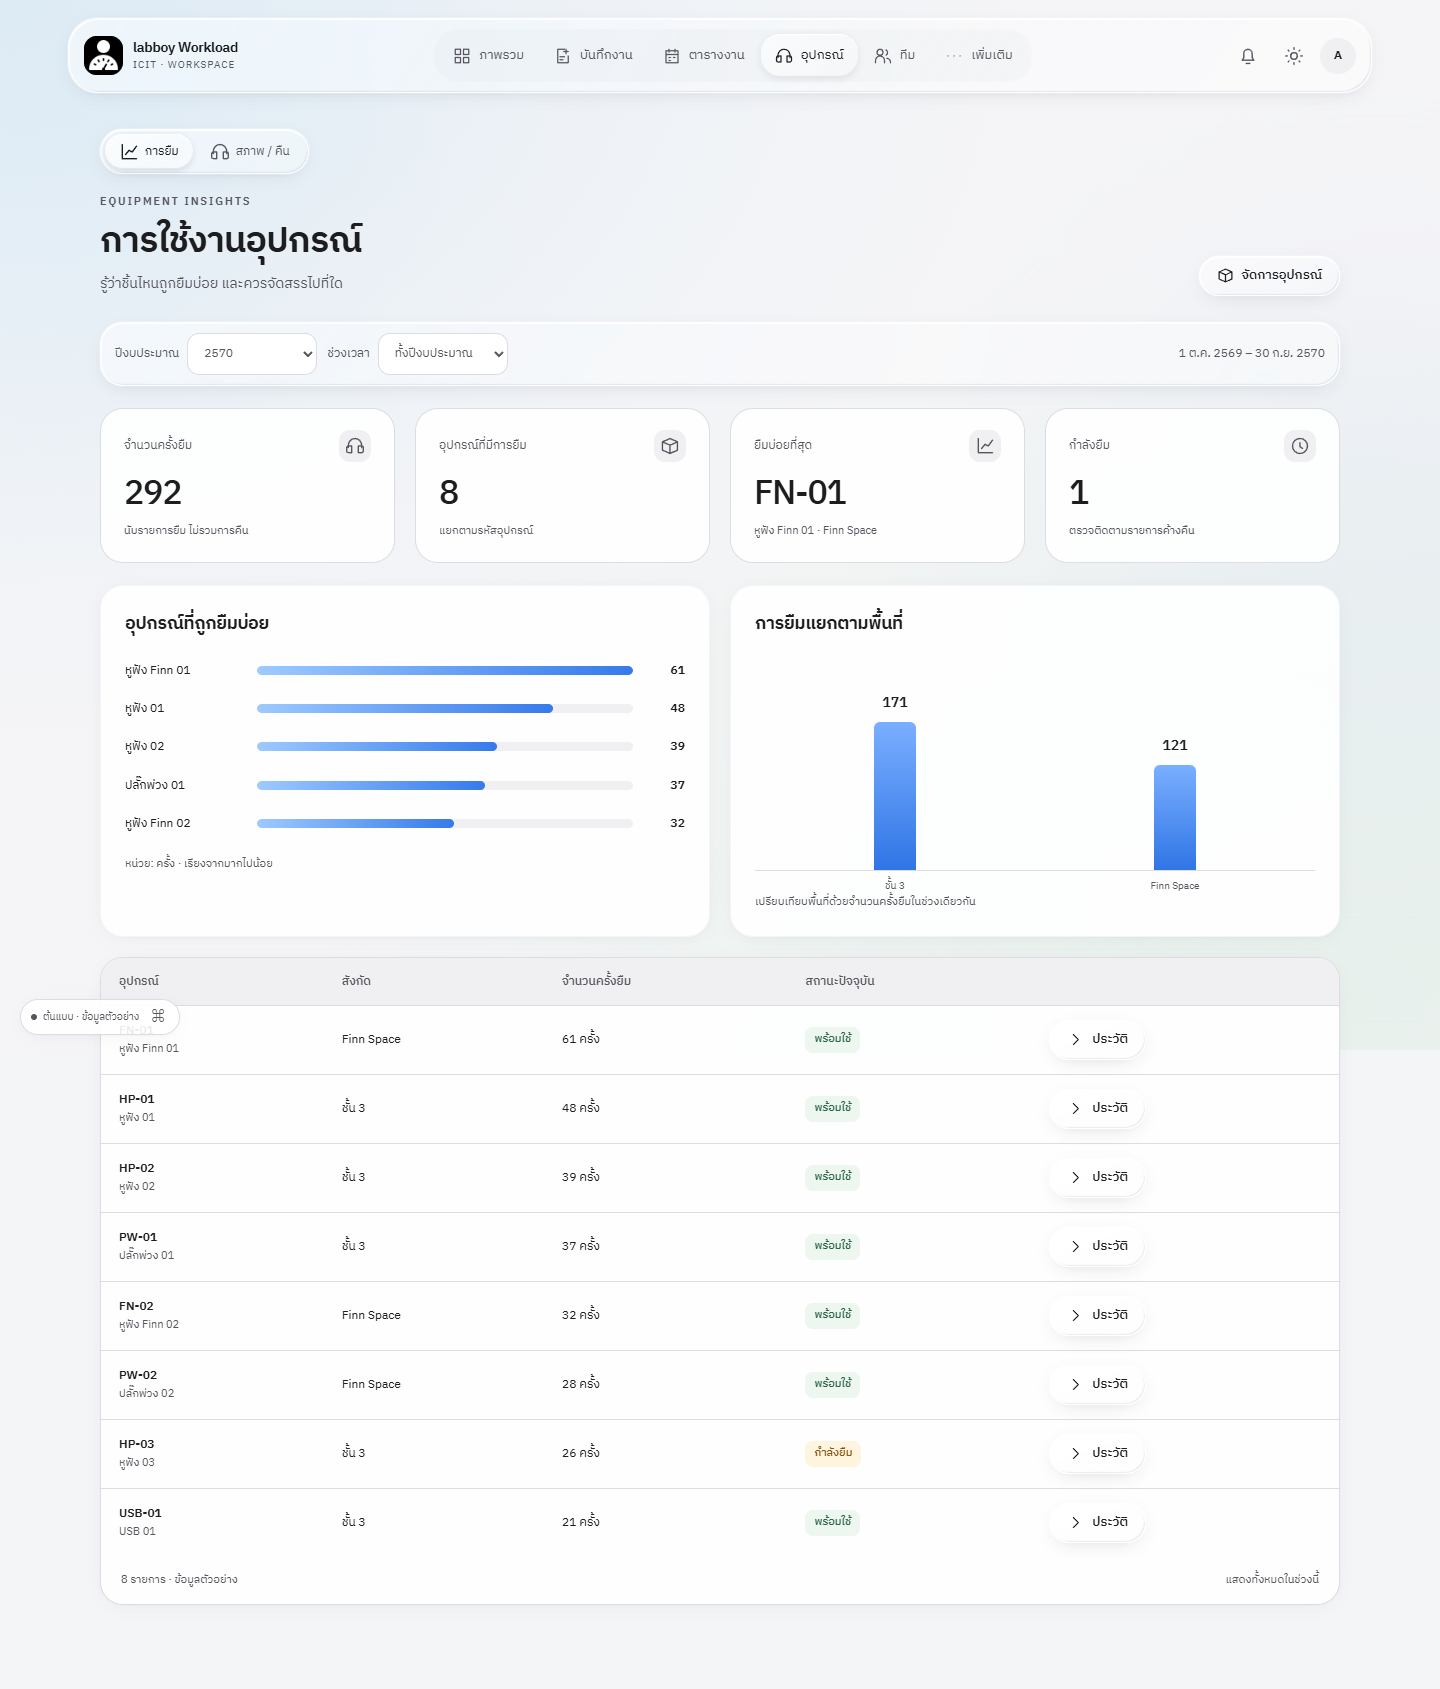 labboy Workload
ICIT · WORKSPACE
ภาพรวม
บันทึกงาน
ตารางงาน
อุปกรณ์
ทีม
··· เพิ่มเติม
A
การยืม
สภาพ / คืน
EQUIPMENT INSIGHTS
การใช้งานอุปกรณ์
รู้ว่าชิ้นไหนถูกยืมบ่อย และควรจัดสรรไปที่ใด
จัดการอุปกรณ์
ปีงบประมาณ 2570 ช่วงเวลา ทั้งปีงบประมาณ 1 ต.ค. 2569 – 30 ก.ย. 2570
จำนวนครั้งยืม
292
นับรายการยืม ไม่รวมการคืน
อุปกรณ์ที่มีการยืม
8
แยกตามรหัสอุปกรณ์
ยืมบ่อยที่สุด
FN-01
หูฟัง Finn 01 · Finn Space
กำลังยืม
1
ตรวจติดตามรายการค้างคืน
อุปกรณ์ที่ถูกยืมบ่อย
หูฟัง Finn 01 61
หูฟัง 01 48
หูฟัง 02 39
ปลั๊กพ่วง 01 37
หูฟัง Finn 02 32
หน่วย: ครั้ง · เรียงจากมากไปน้อย
การยืมแยกตามพื้นที่
171
121
ชั้น 3
Finn Space
เปรียบเทียบพื้นที่ด้วยจำนวนครั้งยืมในช่วงเดียวกัน
อุปกรณ์ สังกัด จำนวนครั้งยืม สถานะปัจจุบัน
ต้นแบบ · ข้อมูลตัวอย่าง ⌘
FN-01
หูฟัง Finn 01
Finn Space 61 ครั้ง พร้อมใช้ ประวัติ
HP-01
หูฟัง 01
ชั้น 3 48 ครั้ง พร้อมใช้ ประวัติ
HP-02
หูฟัง 02
ชั้น 3 39 ครั้ง พร้อมใช้ ประวัติ
PW-01
ปลั๊กพ่วง 01
ชั้น 3 37 ครั้ง พร้อมใช้ ประวัติ
FN-02
หูฟัง Finn 02
Finn Space 32 ครั้ง พร้อมใช้ ประวัติ
PW-02
ปลั๊กพ่วง 02
Finn Space 28 ครั้ง พร้อมใช้ ประวัติ
HP-03
หูฟัง 03
ชั้น 3 26 ครั้ง กำลังยืม ประวัติ
USB-01
USB 01
ชั้น 3 21 ครั้ง พร้อมใช้ ประวัติ
8 รายการ · ข้อมูลตัวอย่าง
แสดงทั้งหมดในช่วงนี้